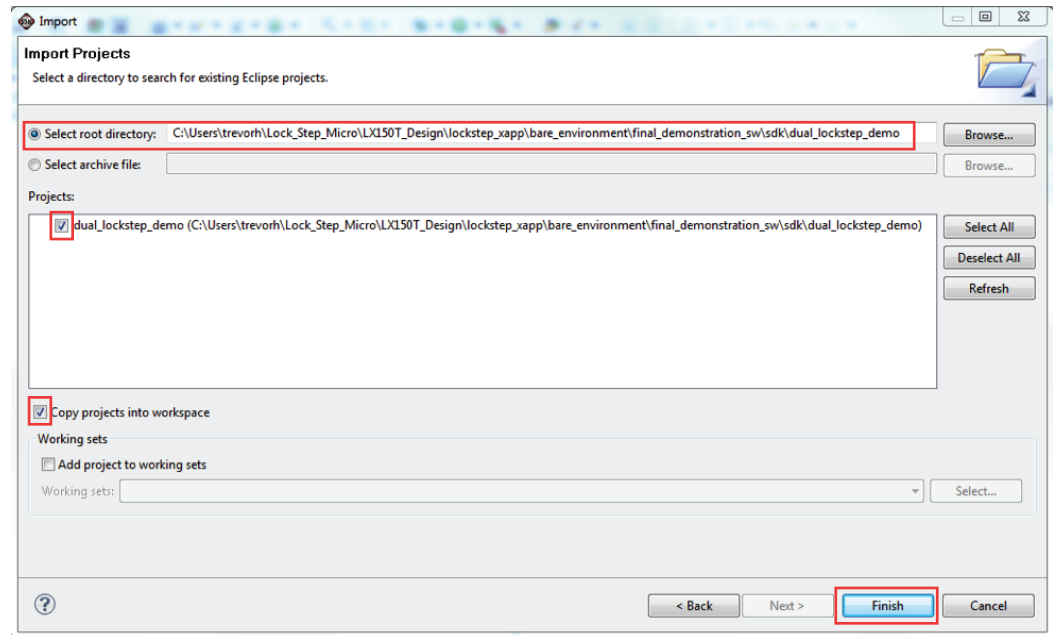 Import
Import Projects
Select a directory to search for existing Eclipse projects.
Select root directory: C:\Users\trevorh\Lock_Step_Micro\LX150T_Design\lockstep_xapp\bare_environment\final_demonstration_sw\sdk\dual_lockstep_demo Browse...
Select archive file: Browse...
Projects:
dual_lockstep_demo (C:\Users\trevorh\Lock_Step_Micro\LX150T_Design\lockstep_xapp\bare_environment\final_demonstration_sw\sdk\dual_lockstep_demo) Select All
Deselect All
Refresh
Copy projects into workspace
Working sets
Add project to working sets
Working sets: Select...
? < Back Next > Finish Cancel